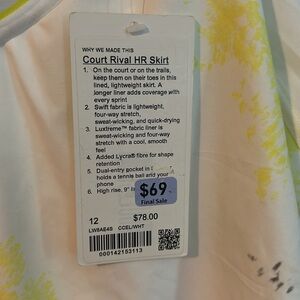 WHY WE MADE THIS
Court Rival HR Skirt
1. On the court or on the trails,
keep them on their toes in this
lined, lightweight skirt. A
longer liner adds coverage with
every sprint
2. Swift fabric is lightweight,
four-way stretch,
sweat-wicking, and quick-drying
3. Luxtreme™ fabric liner is
sweat-wicking and four-way
stretch with a cool, smooth
feel
4. Added Lycra® fibre for shape
retention
5. Dual-entry pocket in
holds a tennis ball and your
phone
6. High rise, 9"
$69
Final Sale
12
$78.00
LW8AE4S
CCEL/WHT
000142153113